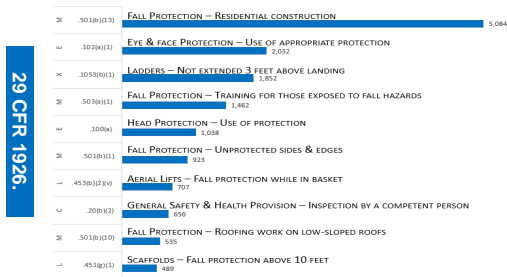 29 CFR 1926.
M .501(b)(13) Fall Protection – Residential construction 5,084
E .102(a)(1) Eye & face Protection – Use of appropriate protection 2,032
X .1053(b)(1) Ladders – Not extended 3 feet above landing 1,852
M .503(a)(1) Fall Protection – Training for those exposed to fall hazards 1,462
E .100(a) Head Protection – Use of protection 1,038
M .501(b)(1) Fall Protection – Unprotected sides & edges 923
L .453(b)(2)(v) Aerial Lifts – Fall protection while in basket 707
C .20(b)(2) General Safety & Health Provision – Inspection by a competent person 656
M .501(b)(10) Fall Protection – Roofing work on low-sloped roofs 535
L .451(g)(1) Scaffolds – Fall protection above 10 feet 489